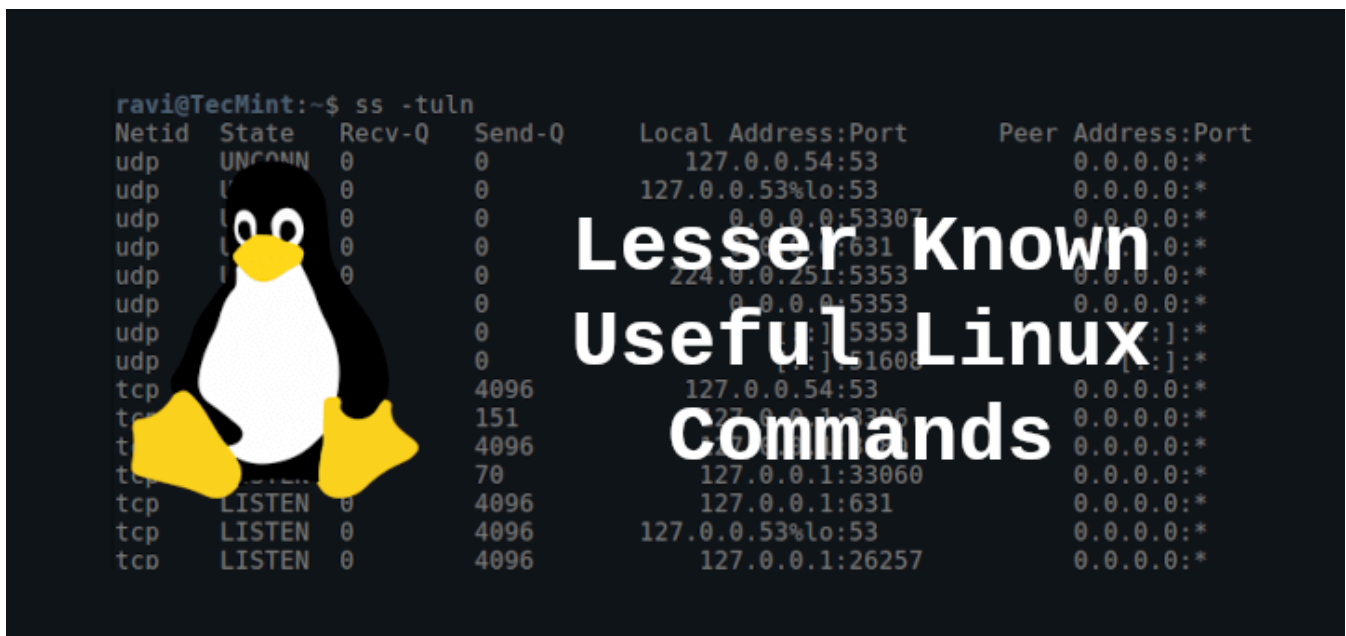 ravi@TecMint:~$ ss -tuln
Netid State Recv-Q Send-Q Local Address:Port Peer Address:Port
udp UNCONN 0 0 127.0.0.54:53 0.0.0.0:*
udp 0 0 127.0.0.53%lo:53 0.0.0.0:*
udp 0 0 0.0.0.0:53307
udp 0 0
udp 0 0 224.0.0.251:5353
udp 0 0.0.0.0:5353 0.0.0.0:*
udp 0
udp 0
tcp 4096 127.0.0.54:53 0.0.0.0:*
151 0.0.0.0:*
4096 0.0.0.0:*
70 127.0.0.1:33060 0.0.0.0:*
tcp LISTEN 0 4096 127.0.0.1:631 0.0.0.0:*
tcp LISTEN 0 4096 127.0.0.53%lo:53 0.0.0.0:*
tcp LISTEN 0 4096 127.0.0.1:26257 0.0.0.0:*
Lesser Known
Useful Linux
Commands